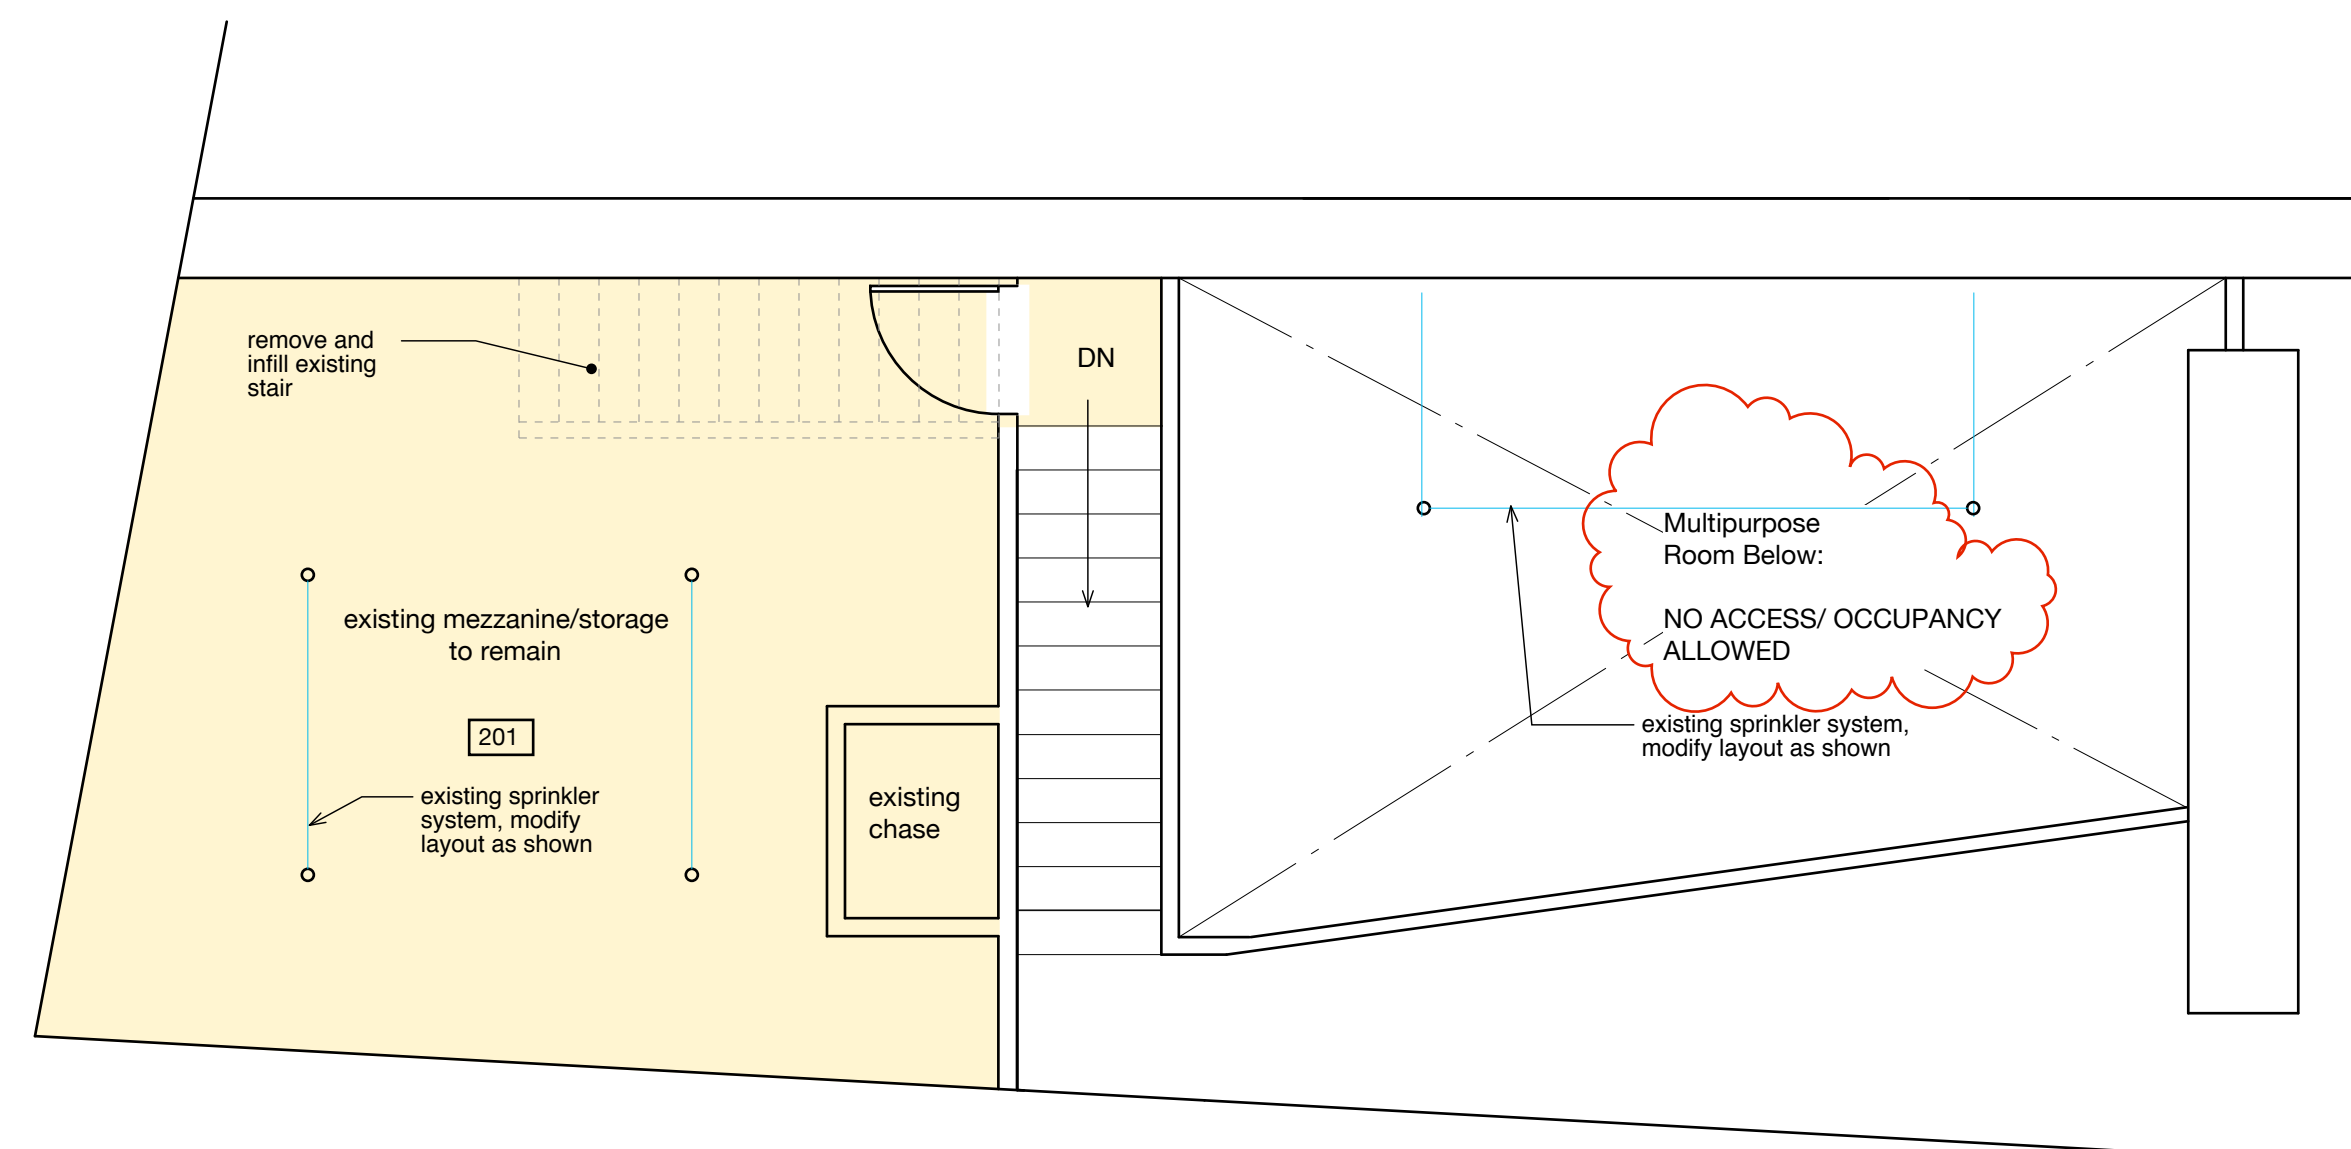 remove and
infill existing
stair
DN
existing mezzanine/storage
to remain
201
existing sprinkler
system, modify
layout as shown
existing
chase
Multipurpose
Room Below:
NO ACCESS/ OCCUPANCY
ALLOWED
existing sprinkler system,
modify layout as shown